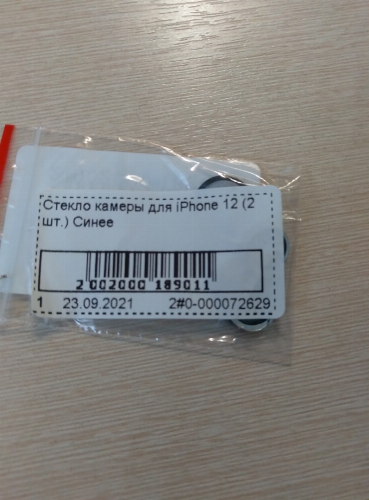 Стекло камеры для iPhone 12 (2
шт.) Синее
2 002000 189011
1 23.09.2021 2#0-000072629